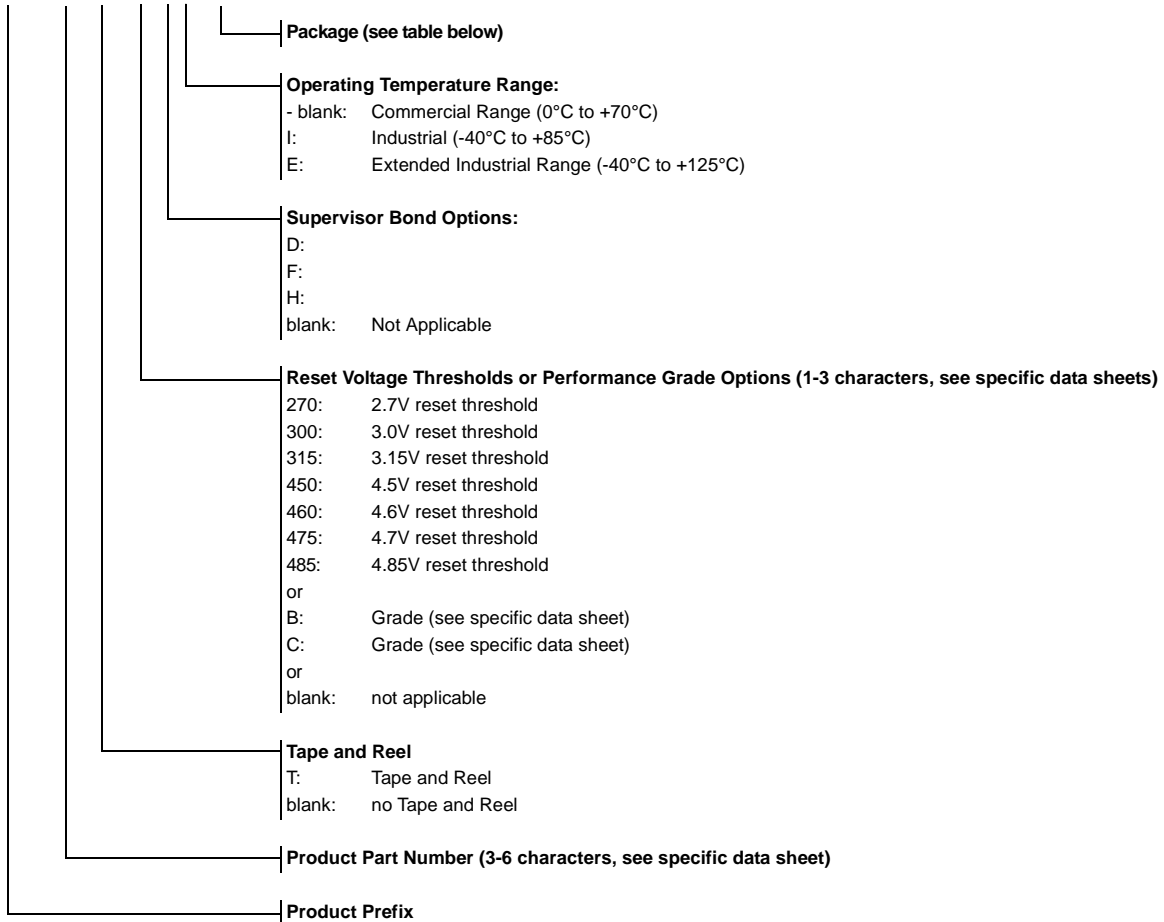 Package (see table below)
Operating Temperature Range:
- blank: Commercial Range (0°C to +70°C)
I: Industrial (-40°C to +85°C)
E: Extended Industrial Range (-40°C to +125°C)
Supervisor Bond Options:
D:
F:
H:
blank: Not Applicable
Reset Voltage Thresholds or Performance Grade Options (1-3 characters, see specific data sheets)
270: 2.7V reset threshold
300: 3.0V reset threshold
315: 3.15V reset threshold
450: 4.5V reset threshold
460: 4.6V reset threshold
475: 4.7V reset threshold
485: 4.85V reset threshold
or
B: Grade (see specific data sheet)
C: Grade (see specific data sheet)
or
blank: not applicable
Tape and Reel
T: Tape and Reel
blank: no Tape and Reel
Product Part Number (3-6 characters, see specific data sheet)
Product Prefix